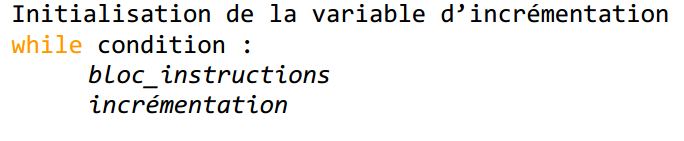 Initialisation de la variable d’incrémentation
while condition :
bloc_instructions
incrémentation